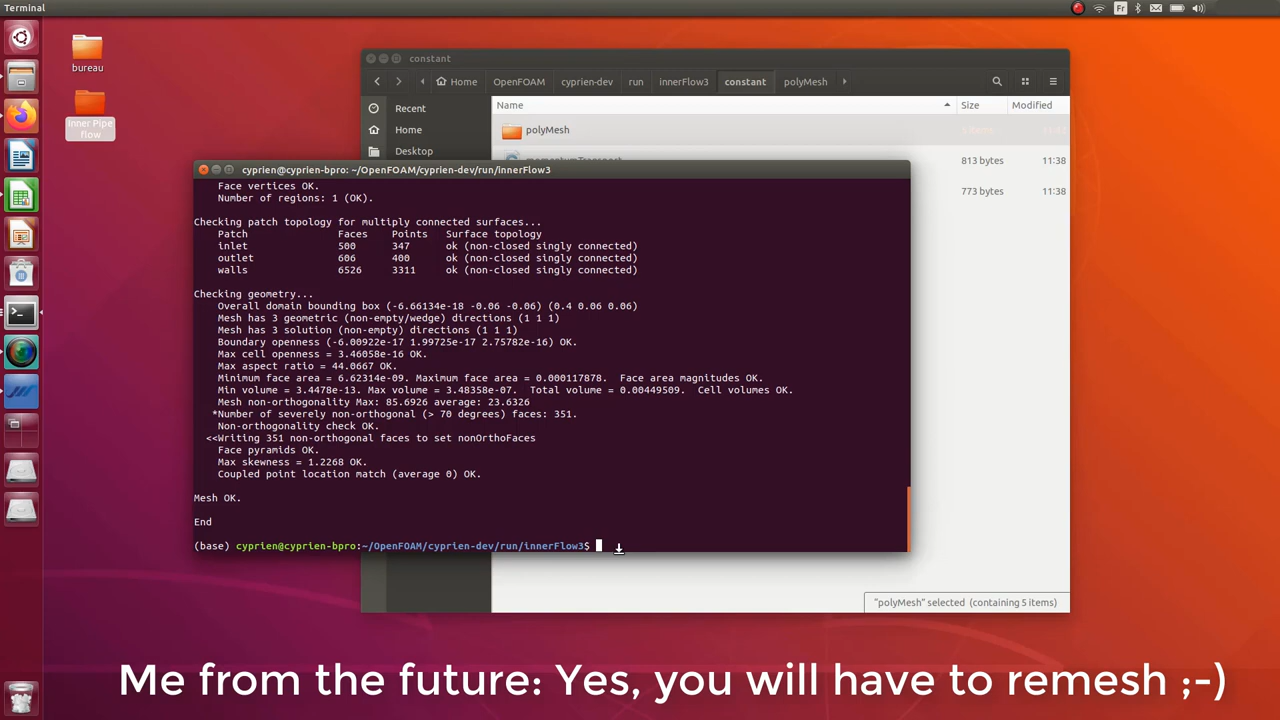 Terminal
Fr
bureau
Inner Pipe
flow
constant
Home OpenFOAM cyprien-dev run innerFlow3 constant polyMesh
Recent
Home
Desktop
Name Size Modified
polyMesh
813 bytes 11:38
773 bytes 11:38
cyprien@cyprien-bpro: ~/OpenFOAM/cyprien-dev/run/innerFlow3
Face vertices OK.
Number of regions: 1 (OK).
Checking patch topology for multiply connected surfaces...
Patch Faces Points Surface topology
inlet 500 347 ok (non-closed singly connected)
outlet 606 400 ok (non-closed singly connected)
walls 6526 3311 ok (non-closed singly connected)
Checking geometry...
Overall domain bounding box (-6.66134e-18 -0.06 -0.06) (0.4 0.06 0.06)
Mesh has 3 geometric (non-empty/wedge) directions (1 1 1)
Mesh has 3 solution (non-empty) directions (1 1 1)
Boundary openness (-6.00922e-17 1.99725e-17 2.75782e-16) OK.
Max cell openness = 3.46058e-16 OK.
Max aspect ratio = 44.0667 OK.
Minimum face area = 6.62314e-09. Maximum face area = 0.000117878. Face area magnitudes OK.
Min volume = 3.4478e-13. Max volume = 3.48358e-07. Total volume = 0.00449509. Cell volumes OK.
Mesh non-orthogonality Max: 85.6926 average: 23.6326
*Number of severely non-orthogonal (> 70 degrees) faces: 351.
Non-orthogonality check OK.
<<Writing 351 non-orthogonal faces to set nonOrthoFaces
Face pyramids OK.
Max skewness = 1.2268 OK.
Coupled point location match (average 0) OK.
Mesh OK.
End
(base) cyprien@cyprien-bpro:~/OpenFOAM/cyprien-dev/run/innerFlow3$
"polyMesh" selected (containing 5 items)
Me from the future: Yes, you will have to remesh ;-)